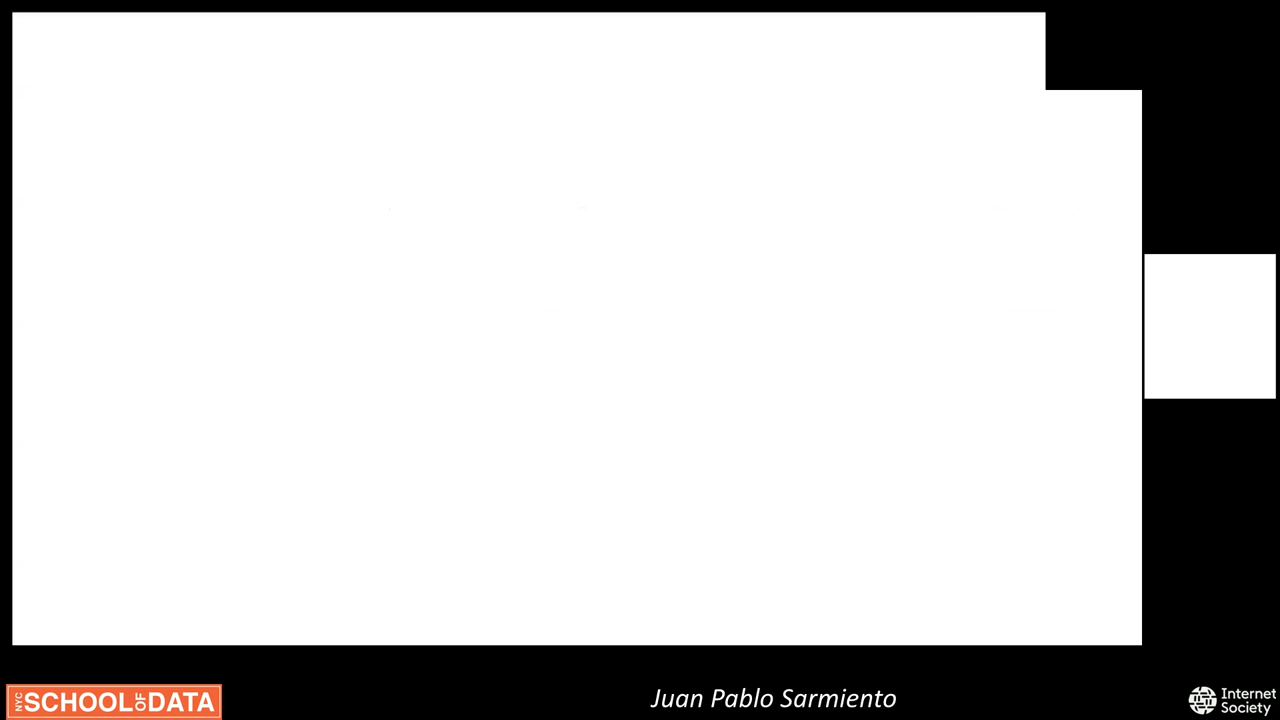 NYC SCHOOL OF DATA
Juan Pablo Sarmiento
Internet
Society